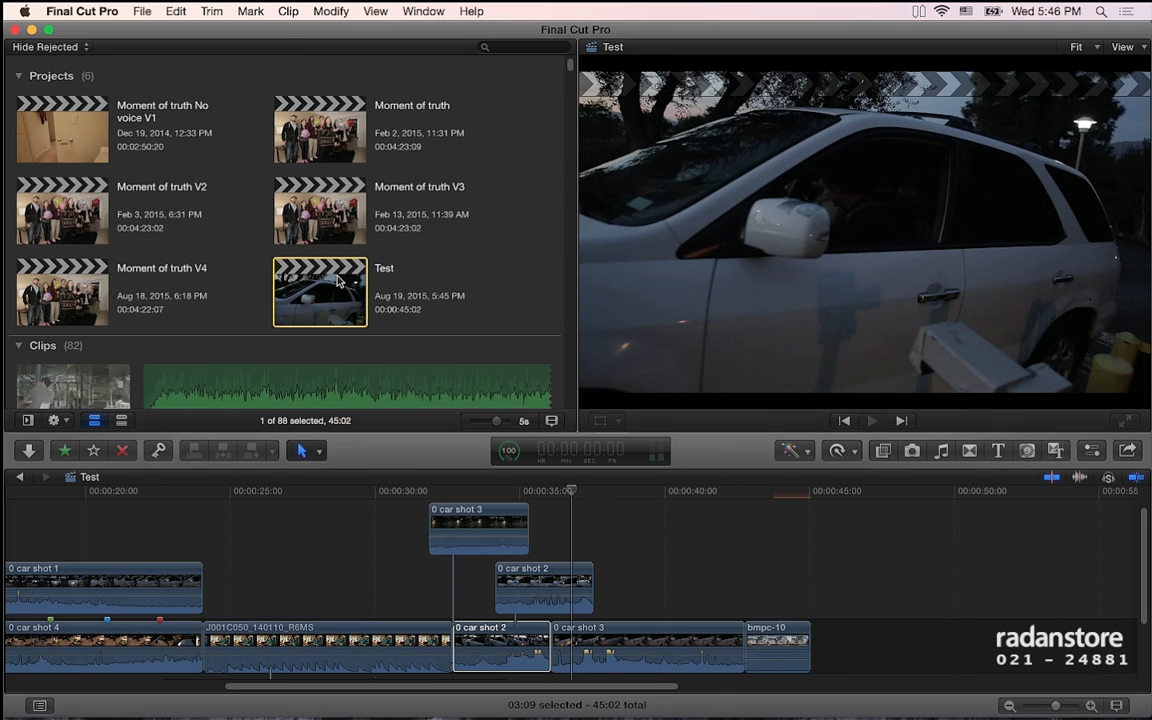 Final Cut Pro File Edit Trim Mark Clip Modify View Window Help Wed 5:46 PM
Final Cut Pro
Hide Rejected
Test Fit View
Projects (6)
Moment of truth No voice V1
Dec 19, 2014, 12:33 PM
00:02:50:20
Moment of truth
Feb 2, 2015, 11:31 PM
00:04:23:09
Moment of truth V2
Feb 3, 2015, 6:31 PM
00:04:23:02
Moment of truth V3
Feb 13, 2015, 11:39 AM
00:04:23:02
Moment of truth V4
Aug 18, 2015, 6:18 PM
00:04:22:07
Test
Aug 19, 2015, 5:45 PM
00:00:45:02
Clips (82)
1 of 88 selected, 45:02
5s
100 00:00:00:00
HR MIN SEC FR
Test
00:00:20:00 00:00:25:00 00:00:30:00 00:00:35:00 00:00:40:00 00:00:45:00 00:00:50:00 00:00:55
0 car shot 3
0 car shot 1
0 car shot 2
0 car shot 4
J001C050_140110_R6MS
0 car shot 2
0 car shot 3
bmpc-10
radanstore
021 - 24881
03:09 selected - 45:02 total